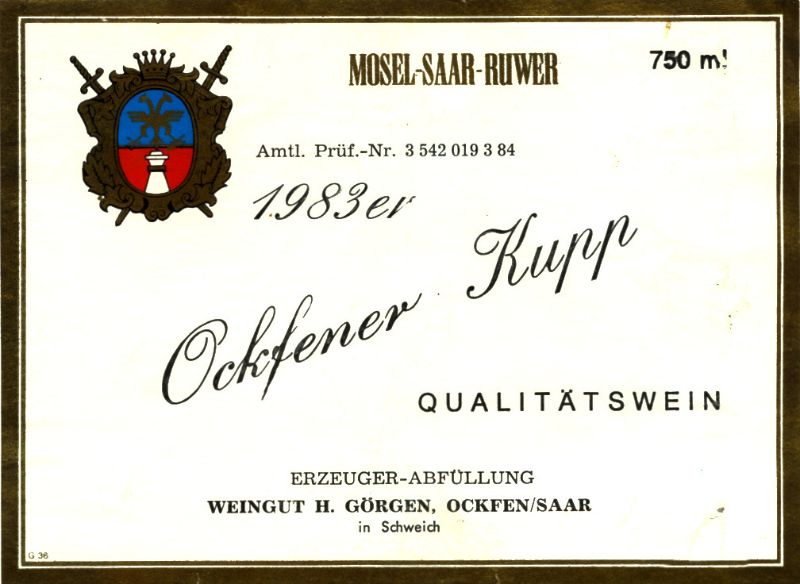 MOSEL-SAAR-RUWER
750 ml
Amtl. Prüf.-Nr. 3 542 019 3 84
1983er
Ockfener Kupp
QUALITÄTSWEIN
ERZEUGER-ABFÜLLUNG
WEINGUT H. GÖRGEN, OCKFEN/SAAR
in Schweich
G 36